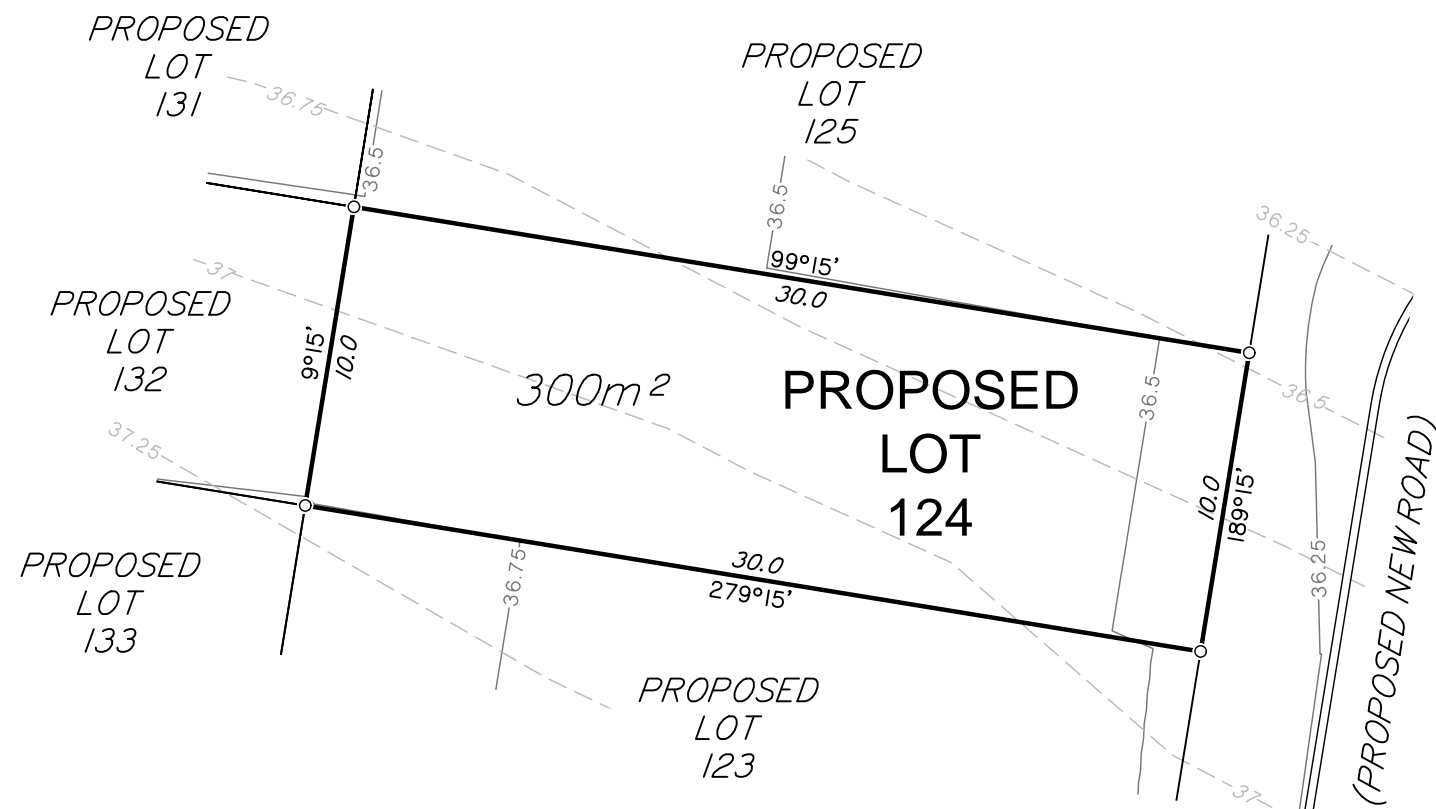 PROPOSED
LOT
131
36.75
36.5
PROPOSED
LOT
125
36.5
36.25
99°15'
30.0
37
PROPOSED
LOT
132
9°15'
10.0
300m²
PROPOSED
LOT
124
36.5
36.5
37.25
10.0
189°15'
36.25
(PROPOSED NEW ROAD)
PROPOSED
LOT
133
36.75
30.0
279°15'
PROPOSED
LOT
123
37